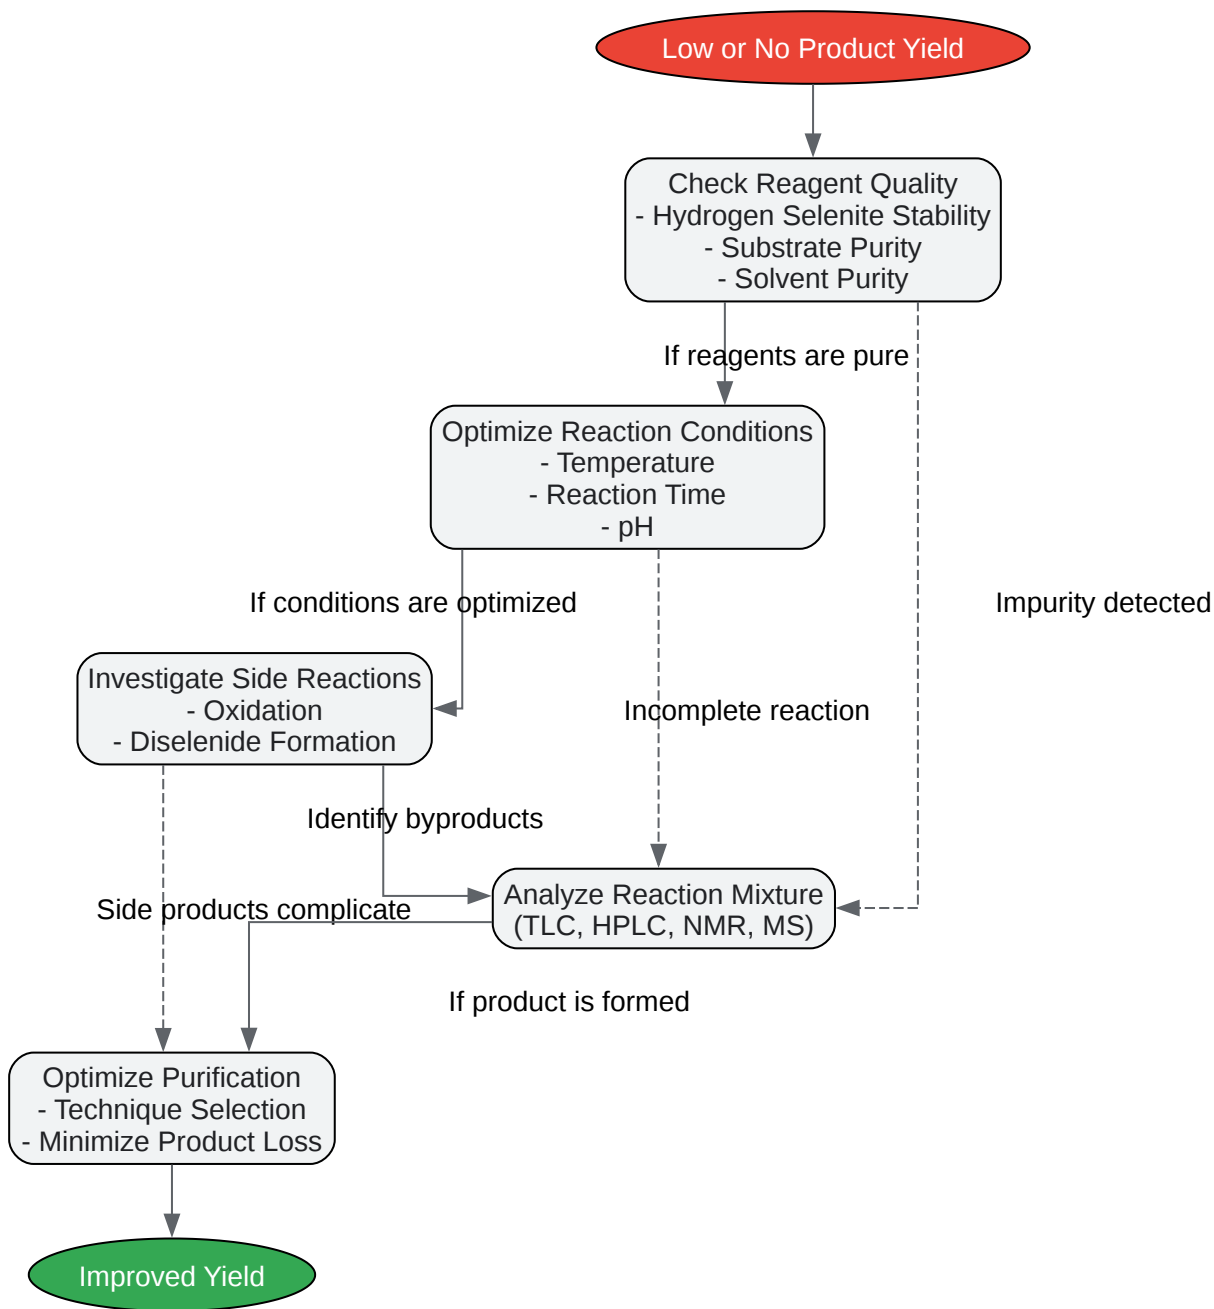 Low or No Product Yield
Check Reagent Quality
- Hydrogen Selenite Stability
- Substrate Purity
- Solvent Purity
If reagents are pure
Optimize Reaction Conditions
- Temperature
- Reaction Time
- pH
If conditions are optimized
Impurity detected
Investigate Side Reactions
- Oxidation
- Diselenide Formation
Incomplete reaction
Identify byproducts
Analyze Reaction Mixture
(TLC, HPLC, NMR, MS)
Side products complicate
If product is formed
Optimize Purification
- Technique Selection
- Minimize Product Loss
Improved Yield